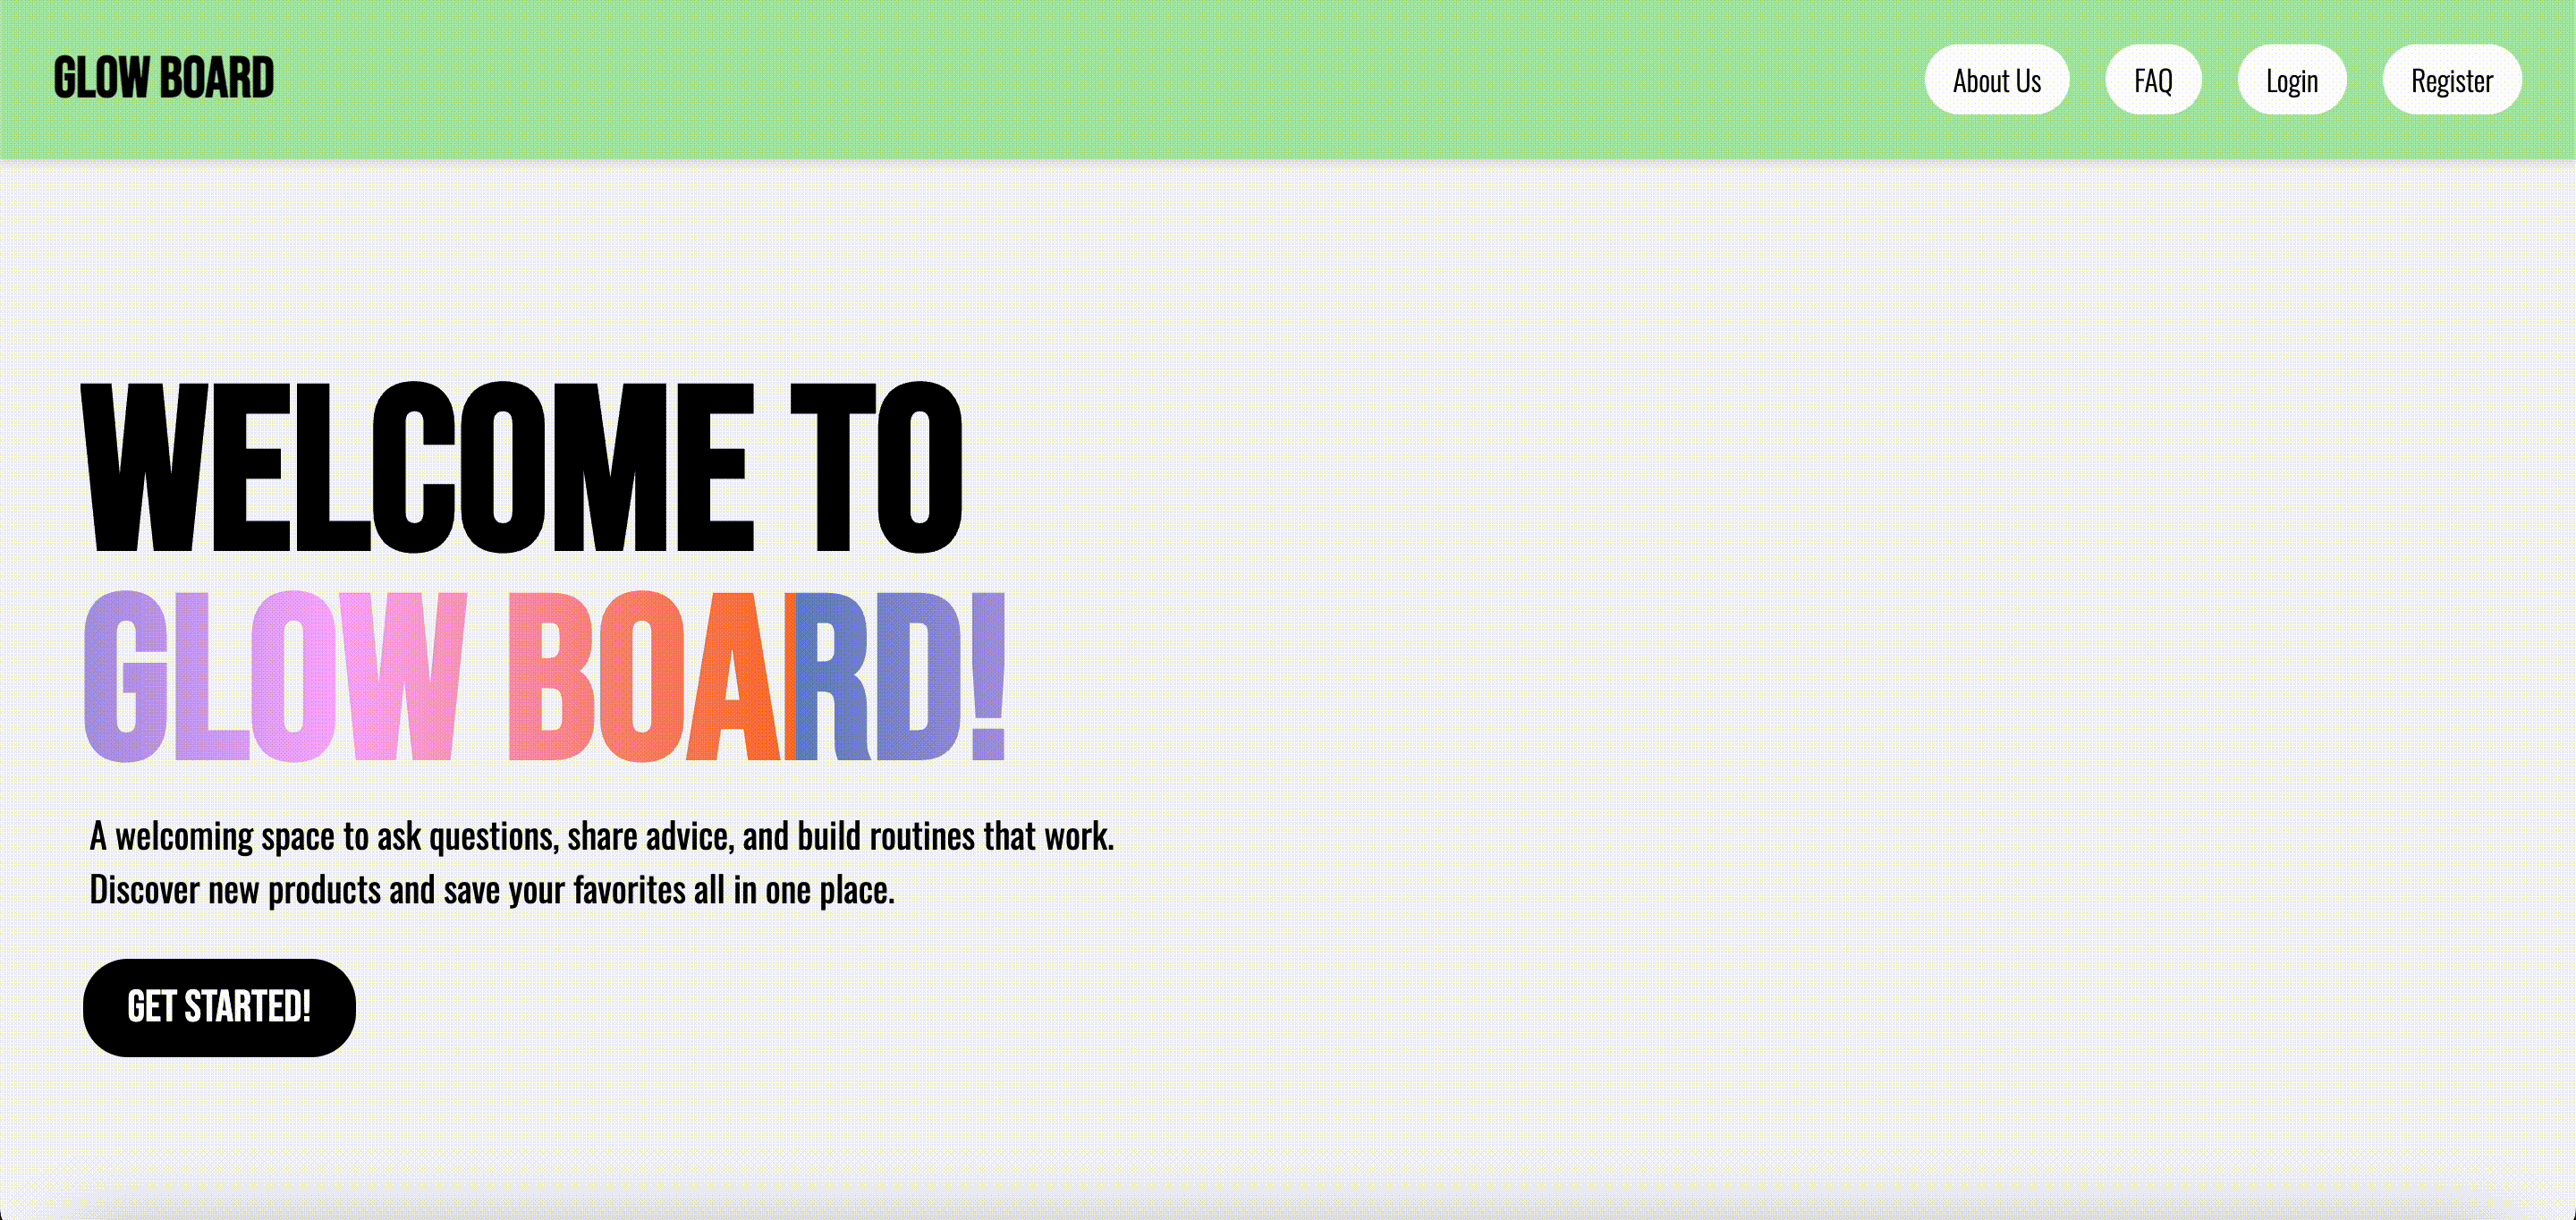 GLOW BOARD
About Us
FAQ
Login
Register
WELCOME TO
GLOW BOARD!
A welcoming space to ask questions, share advice, and build routines that work.
Discover new products and save your favorites all in one place.
GET STARTED!